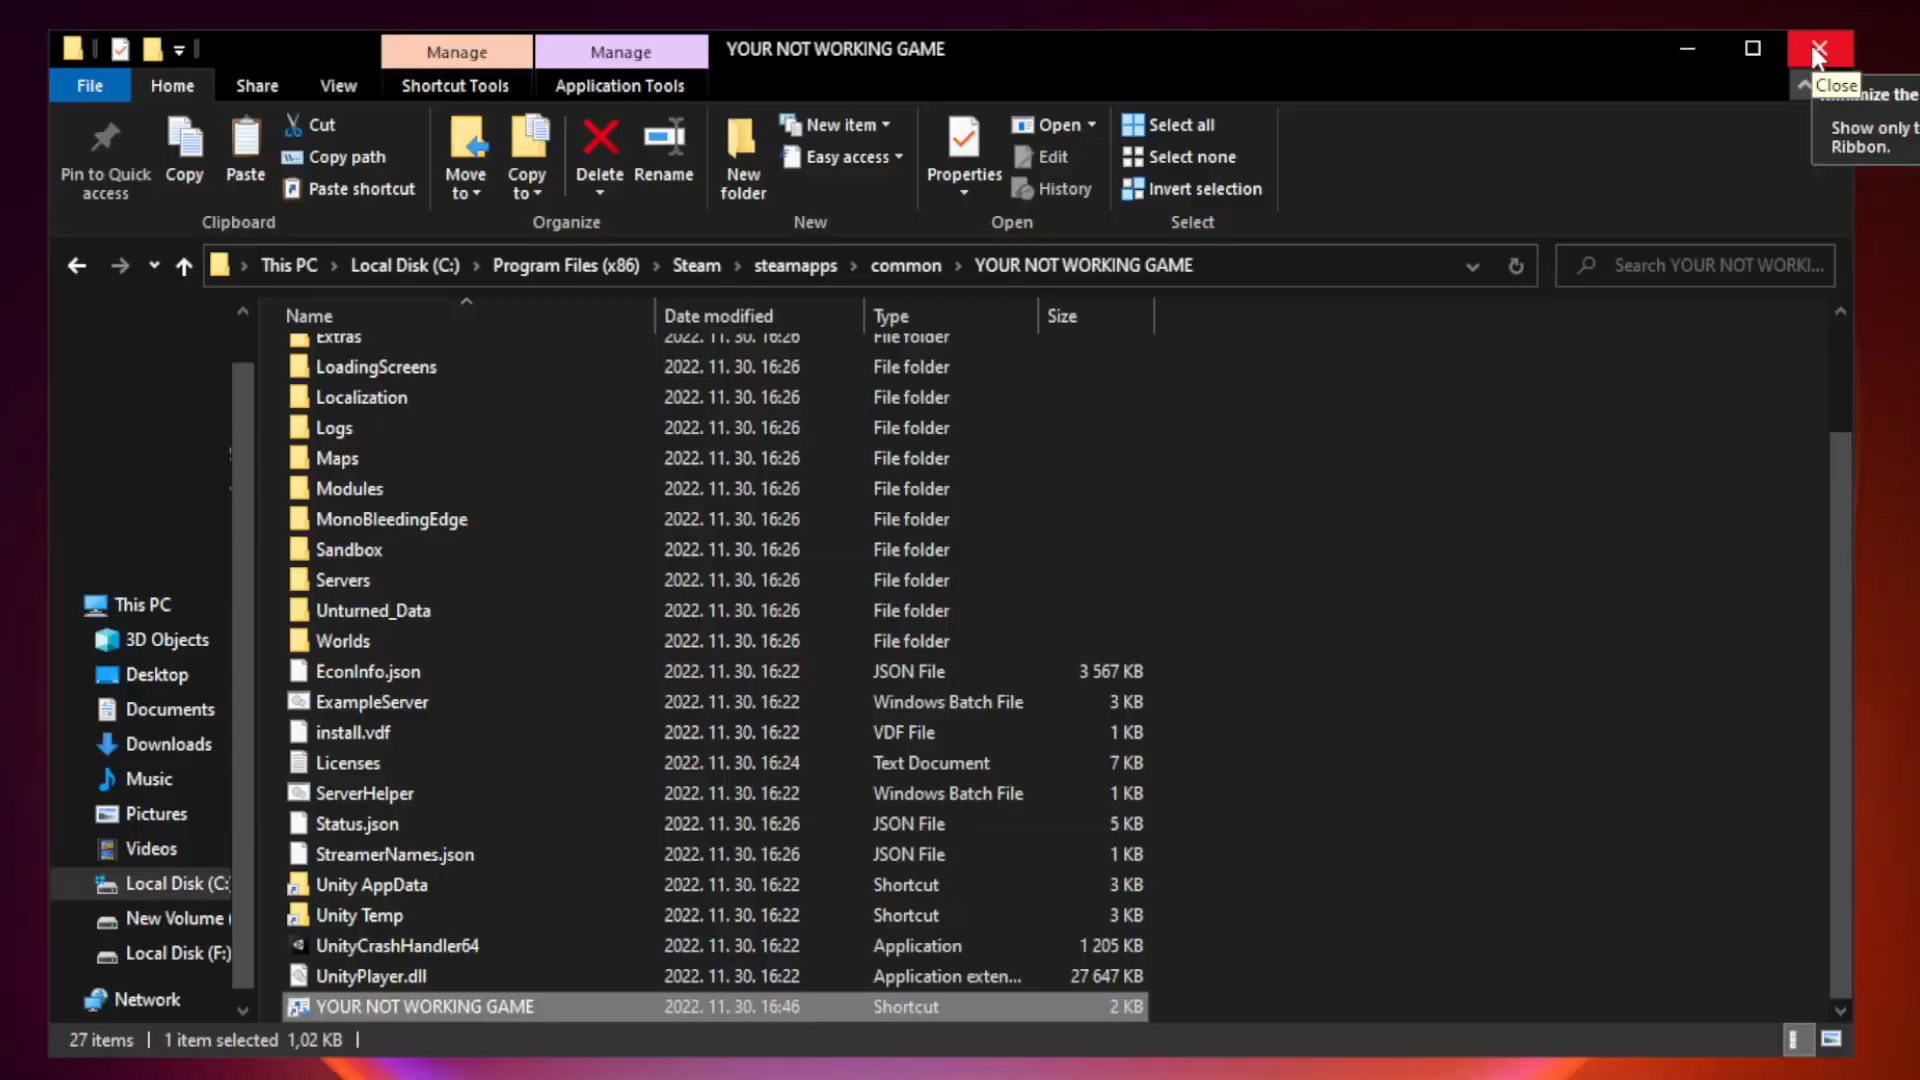 Manage
Manage
YOUR NOT WORKING GAME
Close
File
Home
Share
View
Shortcut Tools
Application Tools
the
Show only
Ribbon.
Pin to Quick
access
Copy
Paste
Cut
Copy path
Paste shortcut
Clipboard
Move
to
Copy
to
Delete
Rename
Organize
New
folder
New item
Easy access
New
Properties
Open
Edit
History
Open
Select all
Select none
Invert selection
Select
This PC
Local Disk (C:)
Program Files (x86)
Steam
steamapps
common
YOUR NOT WORKING GAME
Search YOUR NOT WORKI...
Name
Date modified
Type
Size
Extras 2022. 11. 30. 16:26 File folder
LoadingScreens 2022. 11. 30. 16:26 File folder
Localization 2022. 11. 30. 16:26 File folder
Logs 2022. 11. 30. 16:26 File folder
Maps 2022. 11. 30. 16:26 File folder
Modules 2022. 11. 30. 16:26 File folder
MonoBleedingEdge 2022. 11. 30. 16:26 File folder
Sandbox 2022. 11. 30. 16:26 File folder
Servers 2022. 11. 30. 16:26 File folder
Unturned_Data 2022. 11. 30. 16:26 File folder
Worlds 2022. 11. 30. 16:26 File folder
EconInfo.json 2022. 11. 30. 16:22 JSON File 3 567 KB
ExampleServer 2022. 11. 30. 16:22 Windows Batch File 3 KB
install.vdf 2022. 11. 30. 16:22 VDF File 1 KB
Licenses 2022. 11. 30. 16:24 Text Document 7 KB
ServerHelper 2022. 11. 30. 16:22 Windows Batch File 1 KB
Status.json 2022. 11. 30. 16:26 JSON File 5 KB
StreamerNames.json 2022. 11. 30. 16:26 JSON File 1 KB
Unity AppData 2022. 11. 30. 16:22 Shortcut 3 KB
Unity Temp 2022. 11. 30. 16:22 Shortcut 3 KB
UnityCrashHandler64 2022. 11. 30. 16:22 Application 1 205 KB
UnityPlayer.dll 2022. 11. 30. 16:22 Application exten... 27 647 KB
YOUR NOT WORKING GAME 2022. 11. 30. 16:46 Shortcut 2 KB
This PC
3D Objects
Desktop
Documents
Downloads
Music
Pictures
Videos
Local Disk (C:
New Volume (
Local Disk (F:)
Network
27 items
1 item selected 1,02 KB